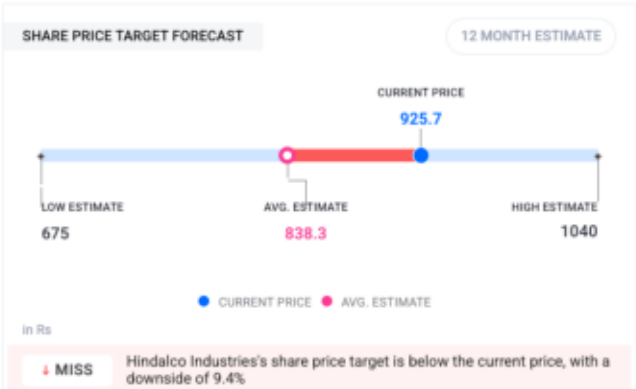 SHARE PRICE TARGET FORECAST
12 MONTH ESTIMATE
CURRENT PRICE
925.7
LOW ESTIMATE
AVG. ESTIMATE
HIGH ESTIMATE
675
838.3
1040
CURRENT PRICE
AVG. ESTIMATE
in Rs
↓ MISS
Hindalco Industries's share price target is below the current price, with a
downside of 9.4%